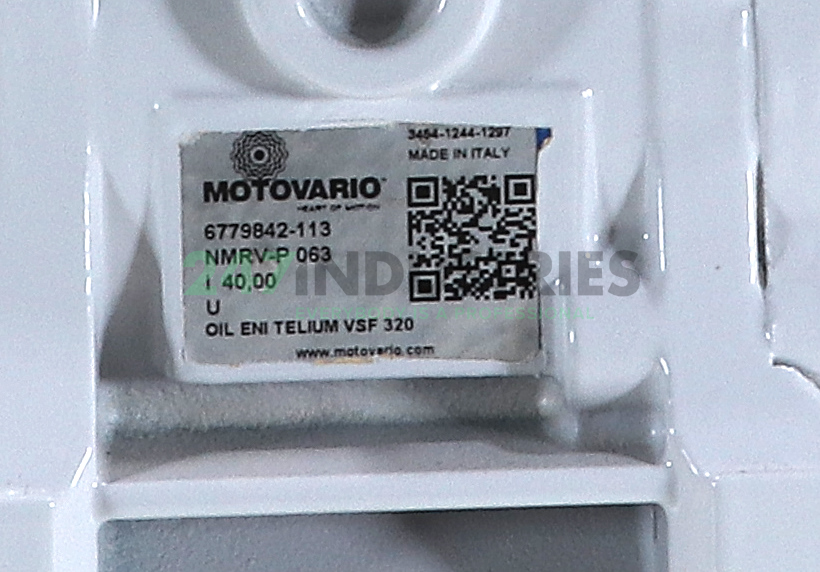 3464-1244-1297
MADE IN ITALY
MOTOVARIO
HEART OF MOTION
6779842-113
NMRV-P 063
i 40,00
U
OIL ENI TELIUM VSF 320
www.motovario.com
INDUSTRIES